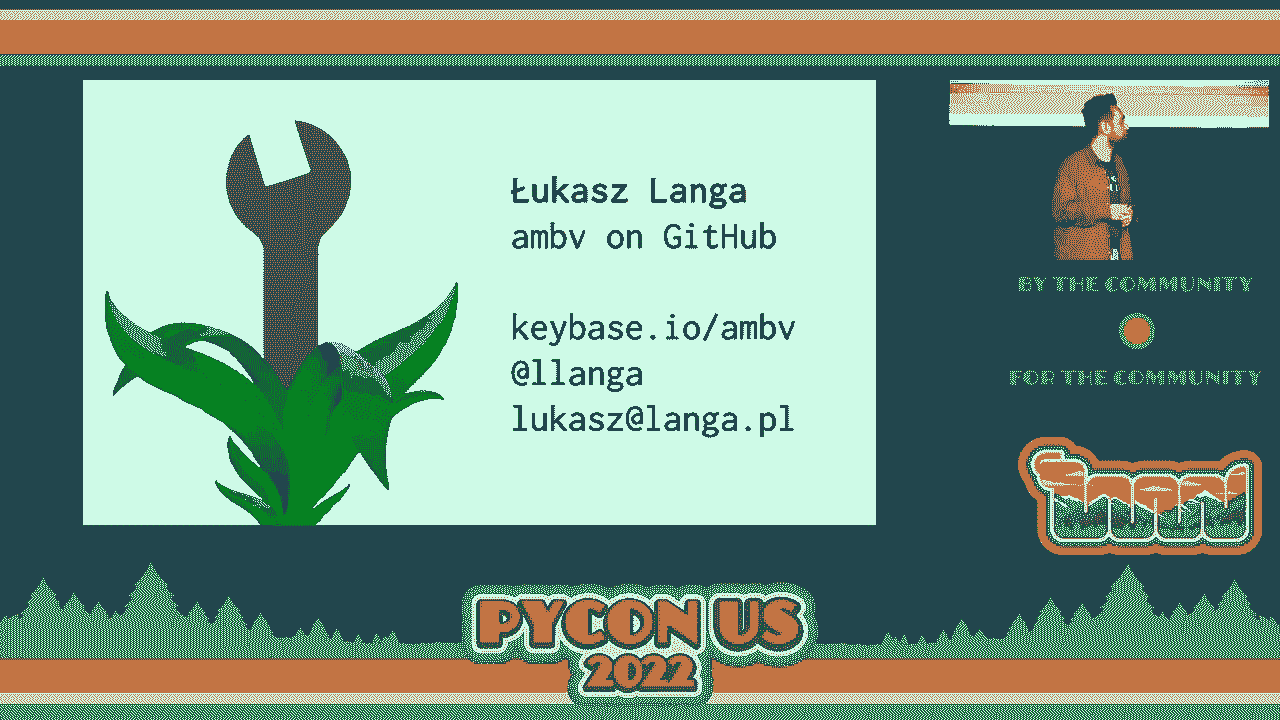 Łukasz Langa
ambv on GitHub
keybase.io/ambv
@llanga
lukasz@langa.pl
BY THE COMMUNITY
FOR THE COMMUNITY
PYCON US
2022